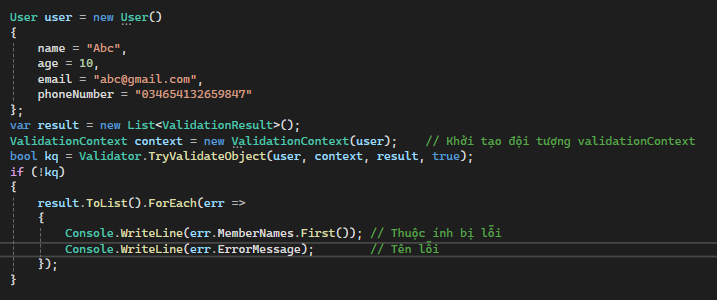 User user = new User()
{
    name = "Abc",
    age = 10,
    email = "abc@gmail.com",
    phoneNumber = "034654132659847"
};
var result = new List<ValidationResult>();
ValidationContext context = new ValidationContext(user);    // Khởi tạo đội tượng validationContext
bool kq = Validator.TryValidateObject(user, context, result, true);
if (!kq)
{
    result.ToList().ForEach(err =>
    {
        Console.WriteLine(err.MemberNames.First()); // Thuộc ính bị lỗi
        Console.WriteLine(err.ErrorMessage);        // Tên lỗi
    });
}